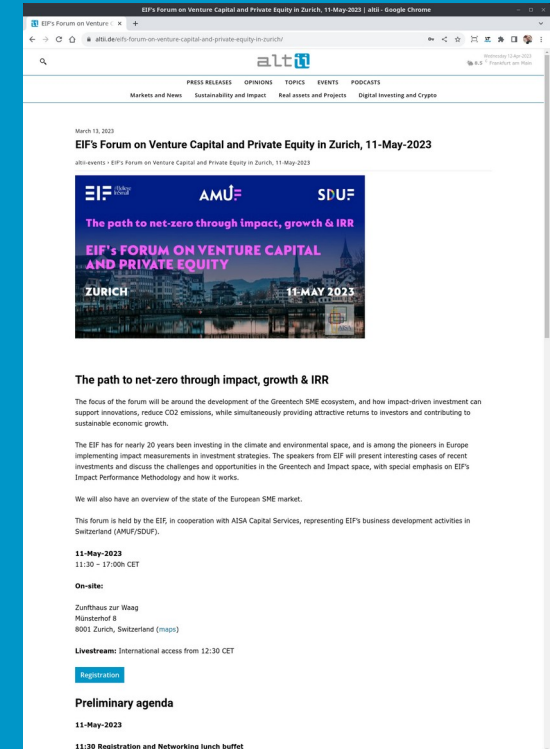 EIF's Forum on Venture Capital and Private Equity in Zurich, 11-May-2023 | altii - Google Chrome
EIF's Forum on Venture C
altii.de/eifs-forum-on-venture-capital-and-private-equity-in-zurich/
altii
Wednesday 12-Apr-2023
9.3 °C Frankfurt am Main
PRESS RELEASES OPINIONS TOPICS EVENTS PODCASTS
Markets and News Sustainability and Impact Real assets and Projects Digital Investing and Crypto
March 13, 2023
EIF's Forum on Venture Capital and Private Equity in Zurich, 11-May-2023
altii-events › EIF's Forum on Venture Capital and Private Equity in Zurich, 11-May-2023
EIF AMUF SDUF
The path to net-zero through impact, growth & IRR
EIF's FORUM ON VENTURE CAPITAL
AND PRIVATE EQUITY
ZURICH 11-MAY 2023
The path to net-zero through impact, growth & IRR
The focus of the forum will be around the development of the Greentech SME ecosystem, and how impact-driven investment can
support innovations, reduce CO2 emissions, while simultaneously providing attractive returns to investors and contributing to
sustainable economic growth.
The EIF has for nearly 20 years been investing in the climate and environmental space, and is among the pioneers in Europe
implementing impact measurements in investment strategies. The speakers from EIF will present interesting cases of recent
investments and discuss the challenges and opportunities in the Greentech and Impact space, with special emphasis on EIF's
Impact Performance Methodology and how it works.
We will also have an overview of the state of the European SME market.
This forum is held by the EIF, in cooperation with AISA Capital Services, representing EIF's business development activities in
Switzerland (AMUF/SDUF).
11-May-2023
11:30 – 17:00h CET
On-site:
Zunfthaus zur Waag
Münsterhof 8
8001 Zurich, Switzerland (maps)
Livestream: International access from 12:30 CET
Registration
Preliminary agenda
11-May-2023
11:30 Registration and Networking lunch buffet